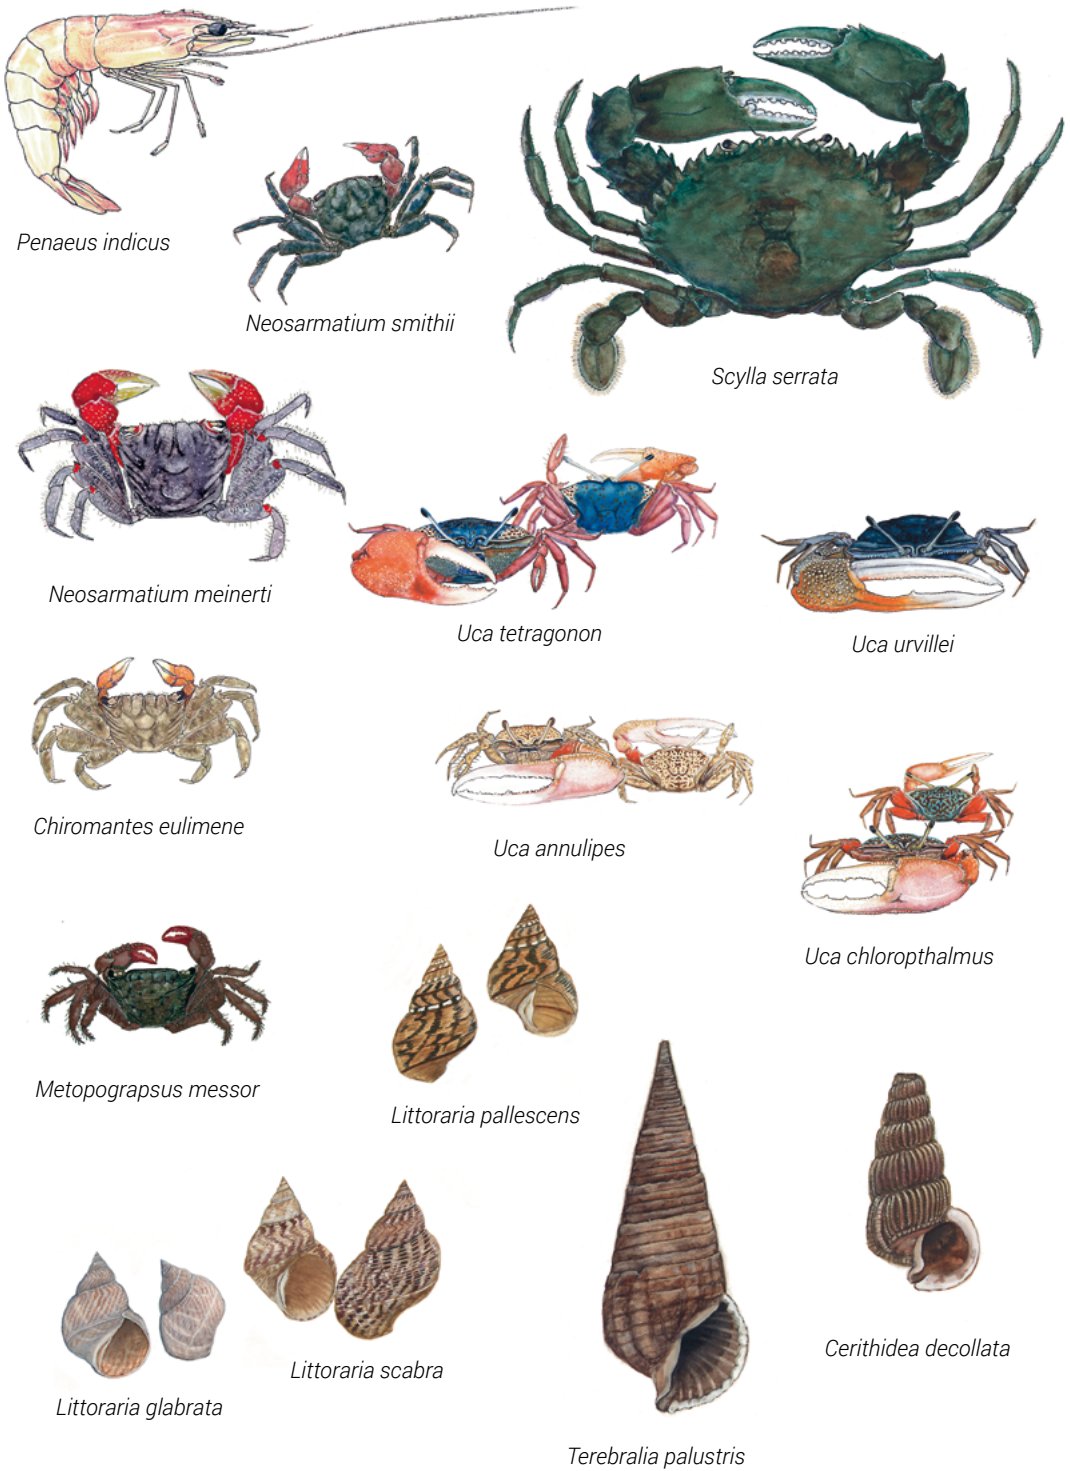 Penaeus indicus
Neosarmatium smithii
Scylla serrata
Neosarmatium meinerti
Uca tetragonon
Uca urvillei
Chiromantes eulimene
Uca annulipes
Uca chloropthalmus
Metopograpsus messor
Littoraria pallescens
Cerithidea decollata
Littoraria scabra
Littoraria glabrata
Terebralia palustris